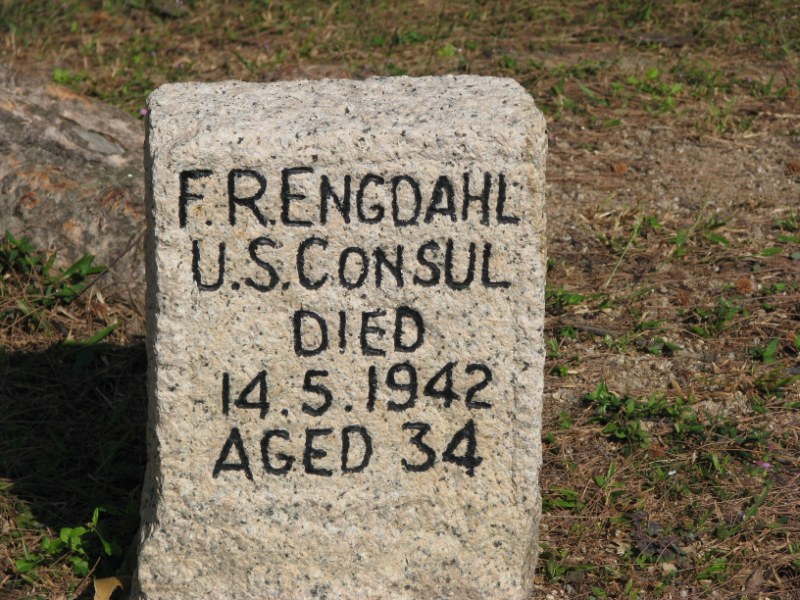 F.R.ENGDAHL
U.S.CONSUL
DIED
14.5.1942
AGED 34